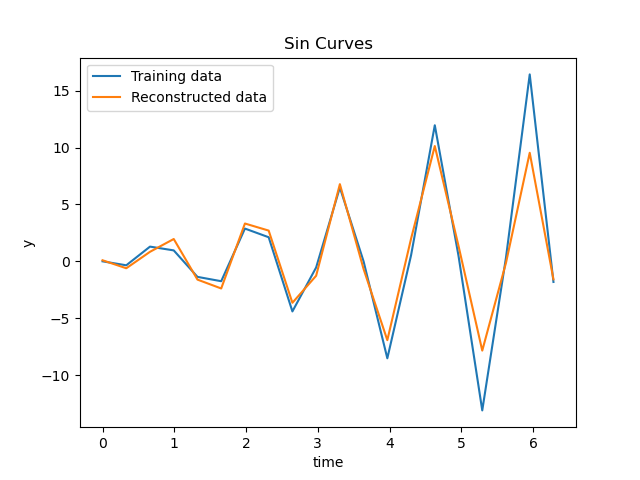 Sin Curves
Training data
Reconstructed data
15
10
5
0
−5
−10
y
0 1 2 3 4 5 6
time